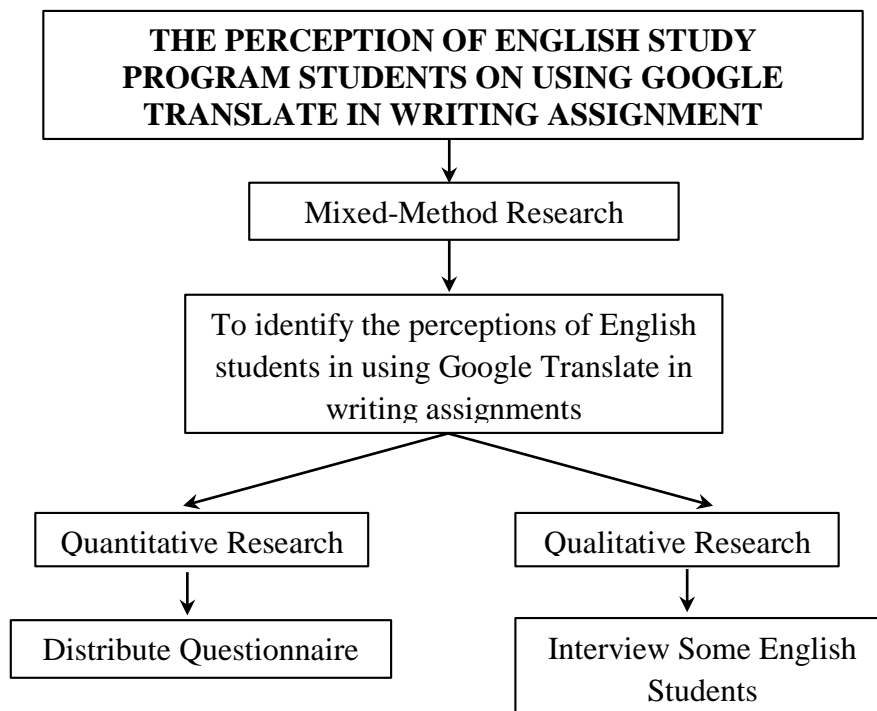 THE PERCEPTION OF ENGLISH STUDY
PROGRAM STUDENTS ON USING GOOGLE
TRANSLATE IN WRITING ASSIGNMENT
Mixed-Method Research
To identify the perceptions of English
students in using Google Translate in
writing assignments
Quantitative Research
Qualitative Research
Distribute Questionnaire
Interview Some English
Students